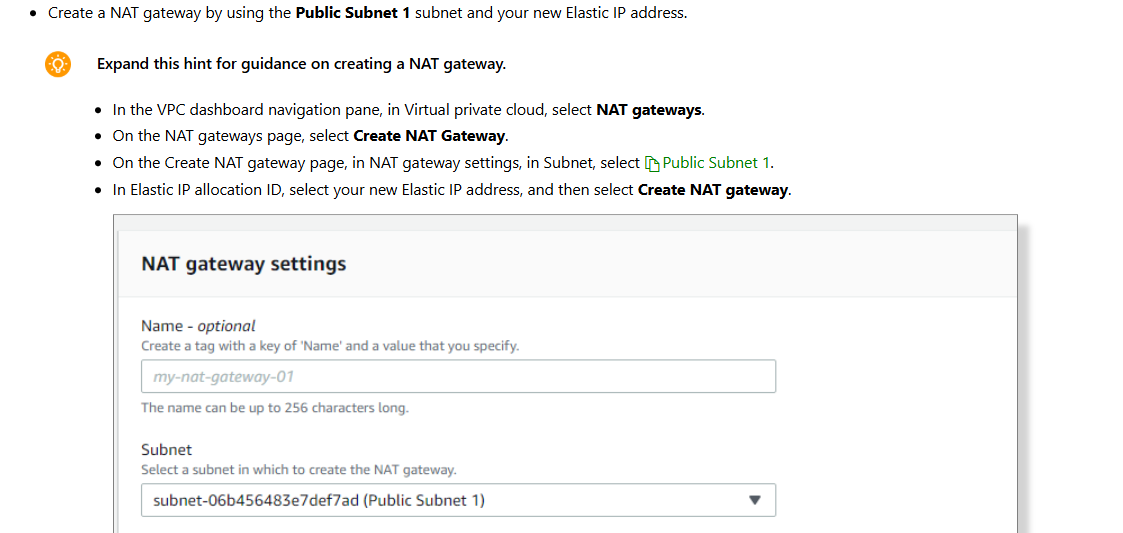 Create a NAT gateway by using the Public Subnet 1 subnet and your new Elastic IP address.
Expand this hint for guidance on creating a NAT gateway.
In the VPC dashboard navigation pane, in Virtual private cloud, select NAT gateways.
On the NAT gateways page, select Create NAT Gateway.
On the Create NAT gateway page, in NAT gateway settings, in Subnet, select Public Subnet 1.
In Elastic IP allocation ID, select your new Elastic IP address, and then select Create NAT gateway.
NAT gateway settings
Name - optional
Create a tag with a key of 'Name' and a value that you specify.
my-nat-gateway-01
The name can be up to 256 characters long.
Subnet
Select a subnet in which to create the NAT gateway.
subnet-06b456483e7def7ad (Public Subnet 1)